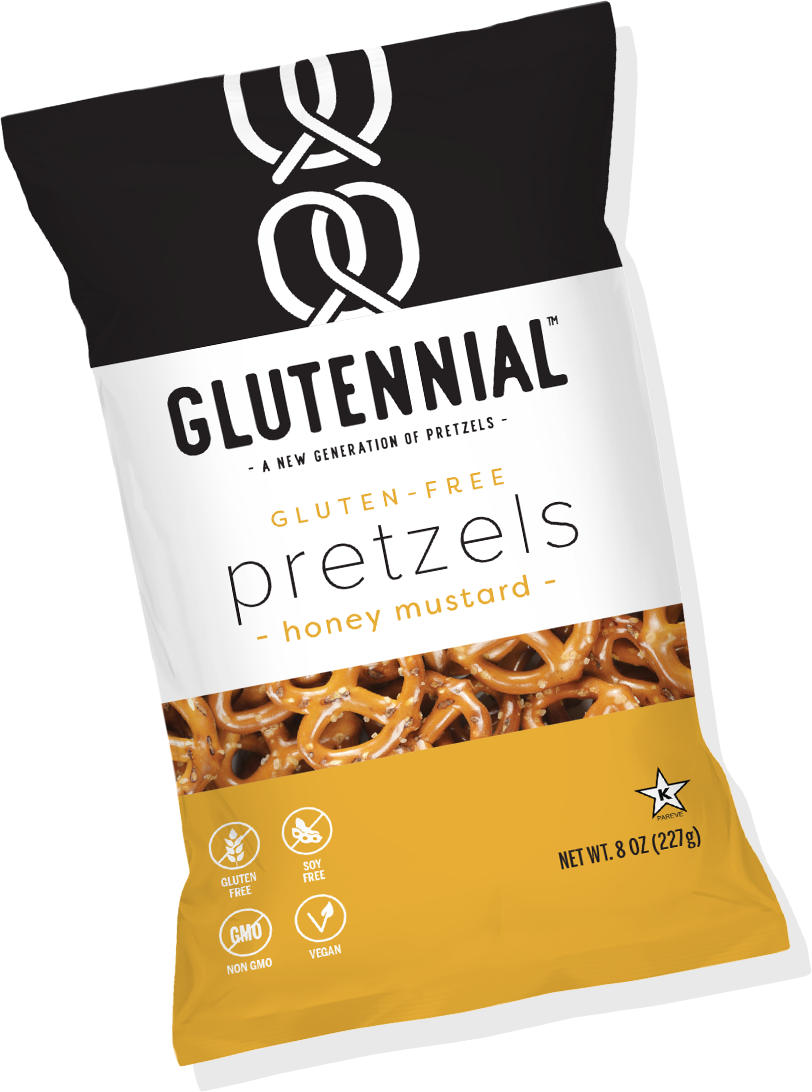 GLUTENNIAL™
- A NEW GENERATION OF PRETZELS -
GLUTEN-FREE
pretzels
- honey mustard -
K
PAREVE
NET WT. 8 OZ (227g)
GLUTEN
FREE
SOY
FREE
GMO
NON GMO
V
VEGAN